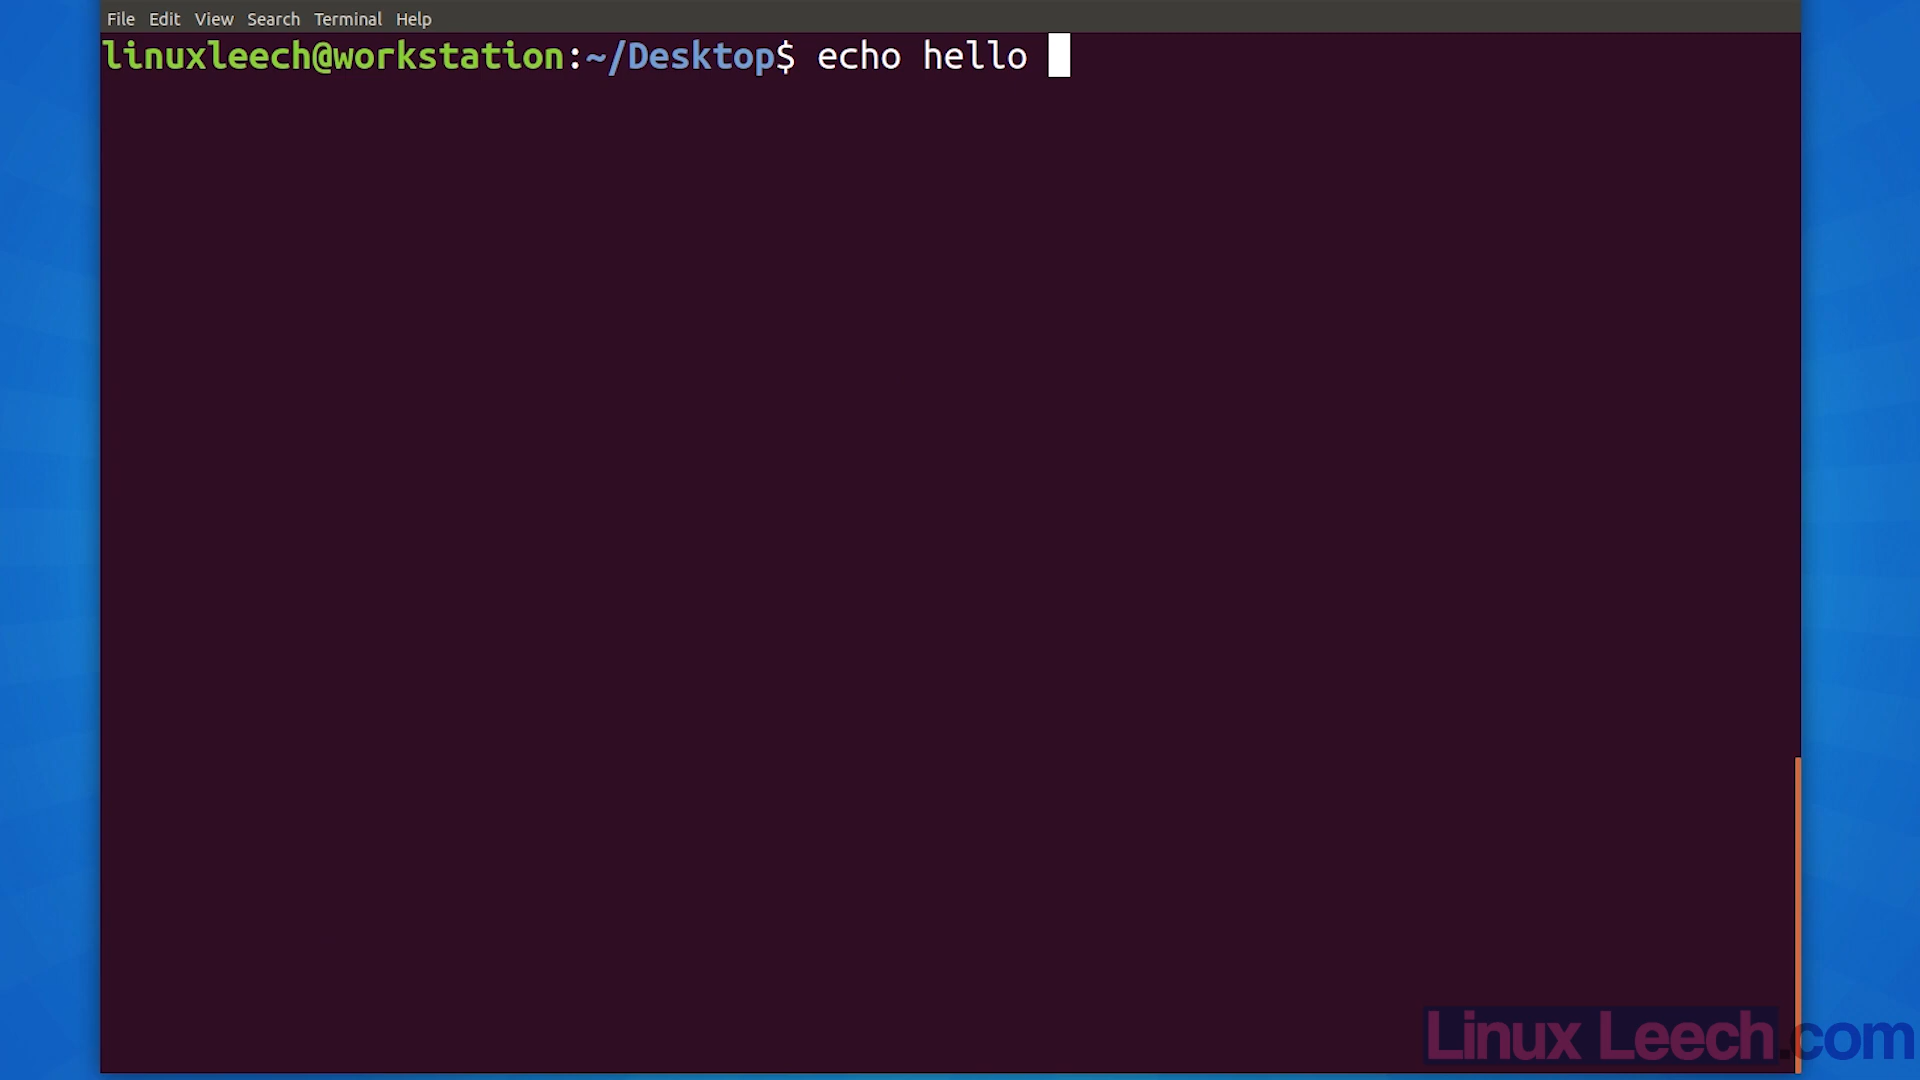 File Edit View Search Terminal Help
linuxleech@workstation:~/Desktop$ echo hello
Linux Leech.com